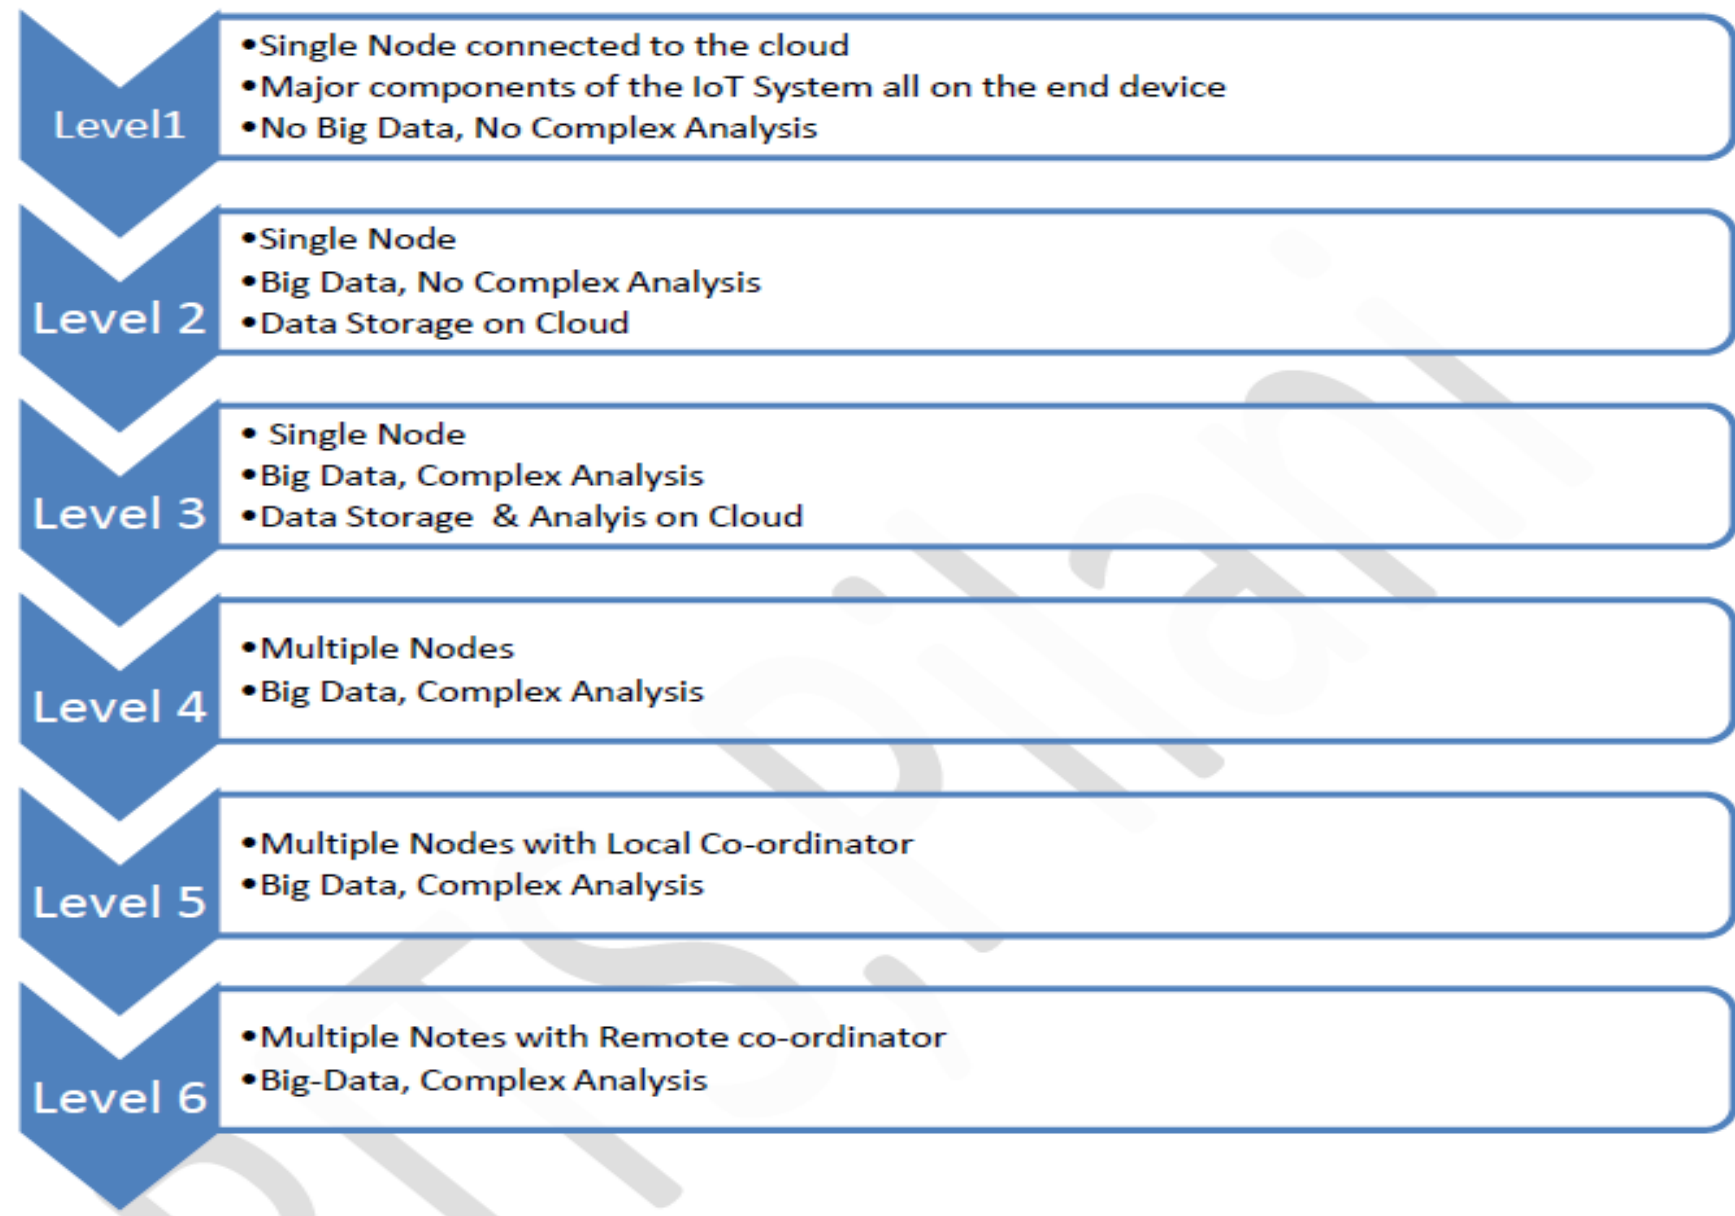 Level1
•Single Node connected to the cloud
•Major components of the IoT System all on the end device
•No Big Data, No Complex Analysis
Level 2
•Single Node
•Big Data, No Complex Analysis
•Data Storage on Cloud
Level 3
• Single Node
•Big Data, Complex Analysis
•Data Storage & Analyis on Cloud
Level 4
•Multiple Nodes
•Big Data, Complex Analysis
Level 5
•Multiple Nodes with Local Co-ordinator
•Big Data, Complex Analysis
Level 6
•Multiple Notes with Remote co-ordinator
•Big-Data, Complex Analysis
PITS,Pilani